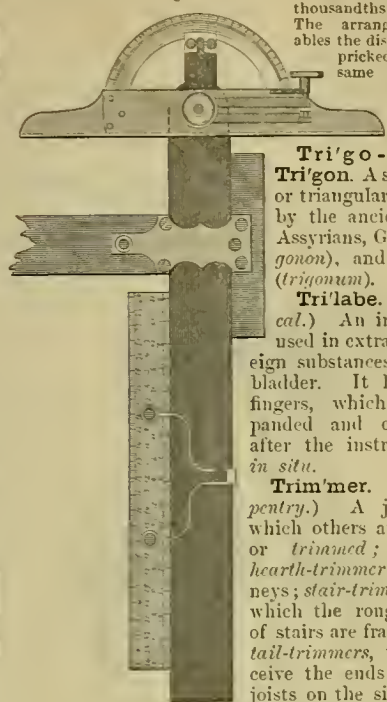 thousandths
The arrang
ables the dis
pricked
same
Tri'go-
Tri'gon. A s
or triangular
by the ancie
Assyrians, G
gonon), and
(trigonum).
Tri'labe.
cal.) An in
used in extra
eign substances
bladder. It h
fingers, which
panded and c
after the instr
in situ.
Trim'mer.
pentry.) A j
which others a
or trimmed;
hearth-trimmer
neys; stair-trim
which the roug
of stairs are fra
tail-trimmers,
ceive the ends
joists on the si